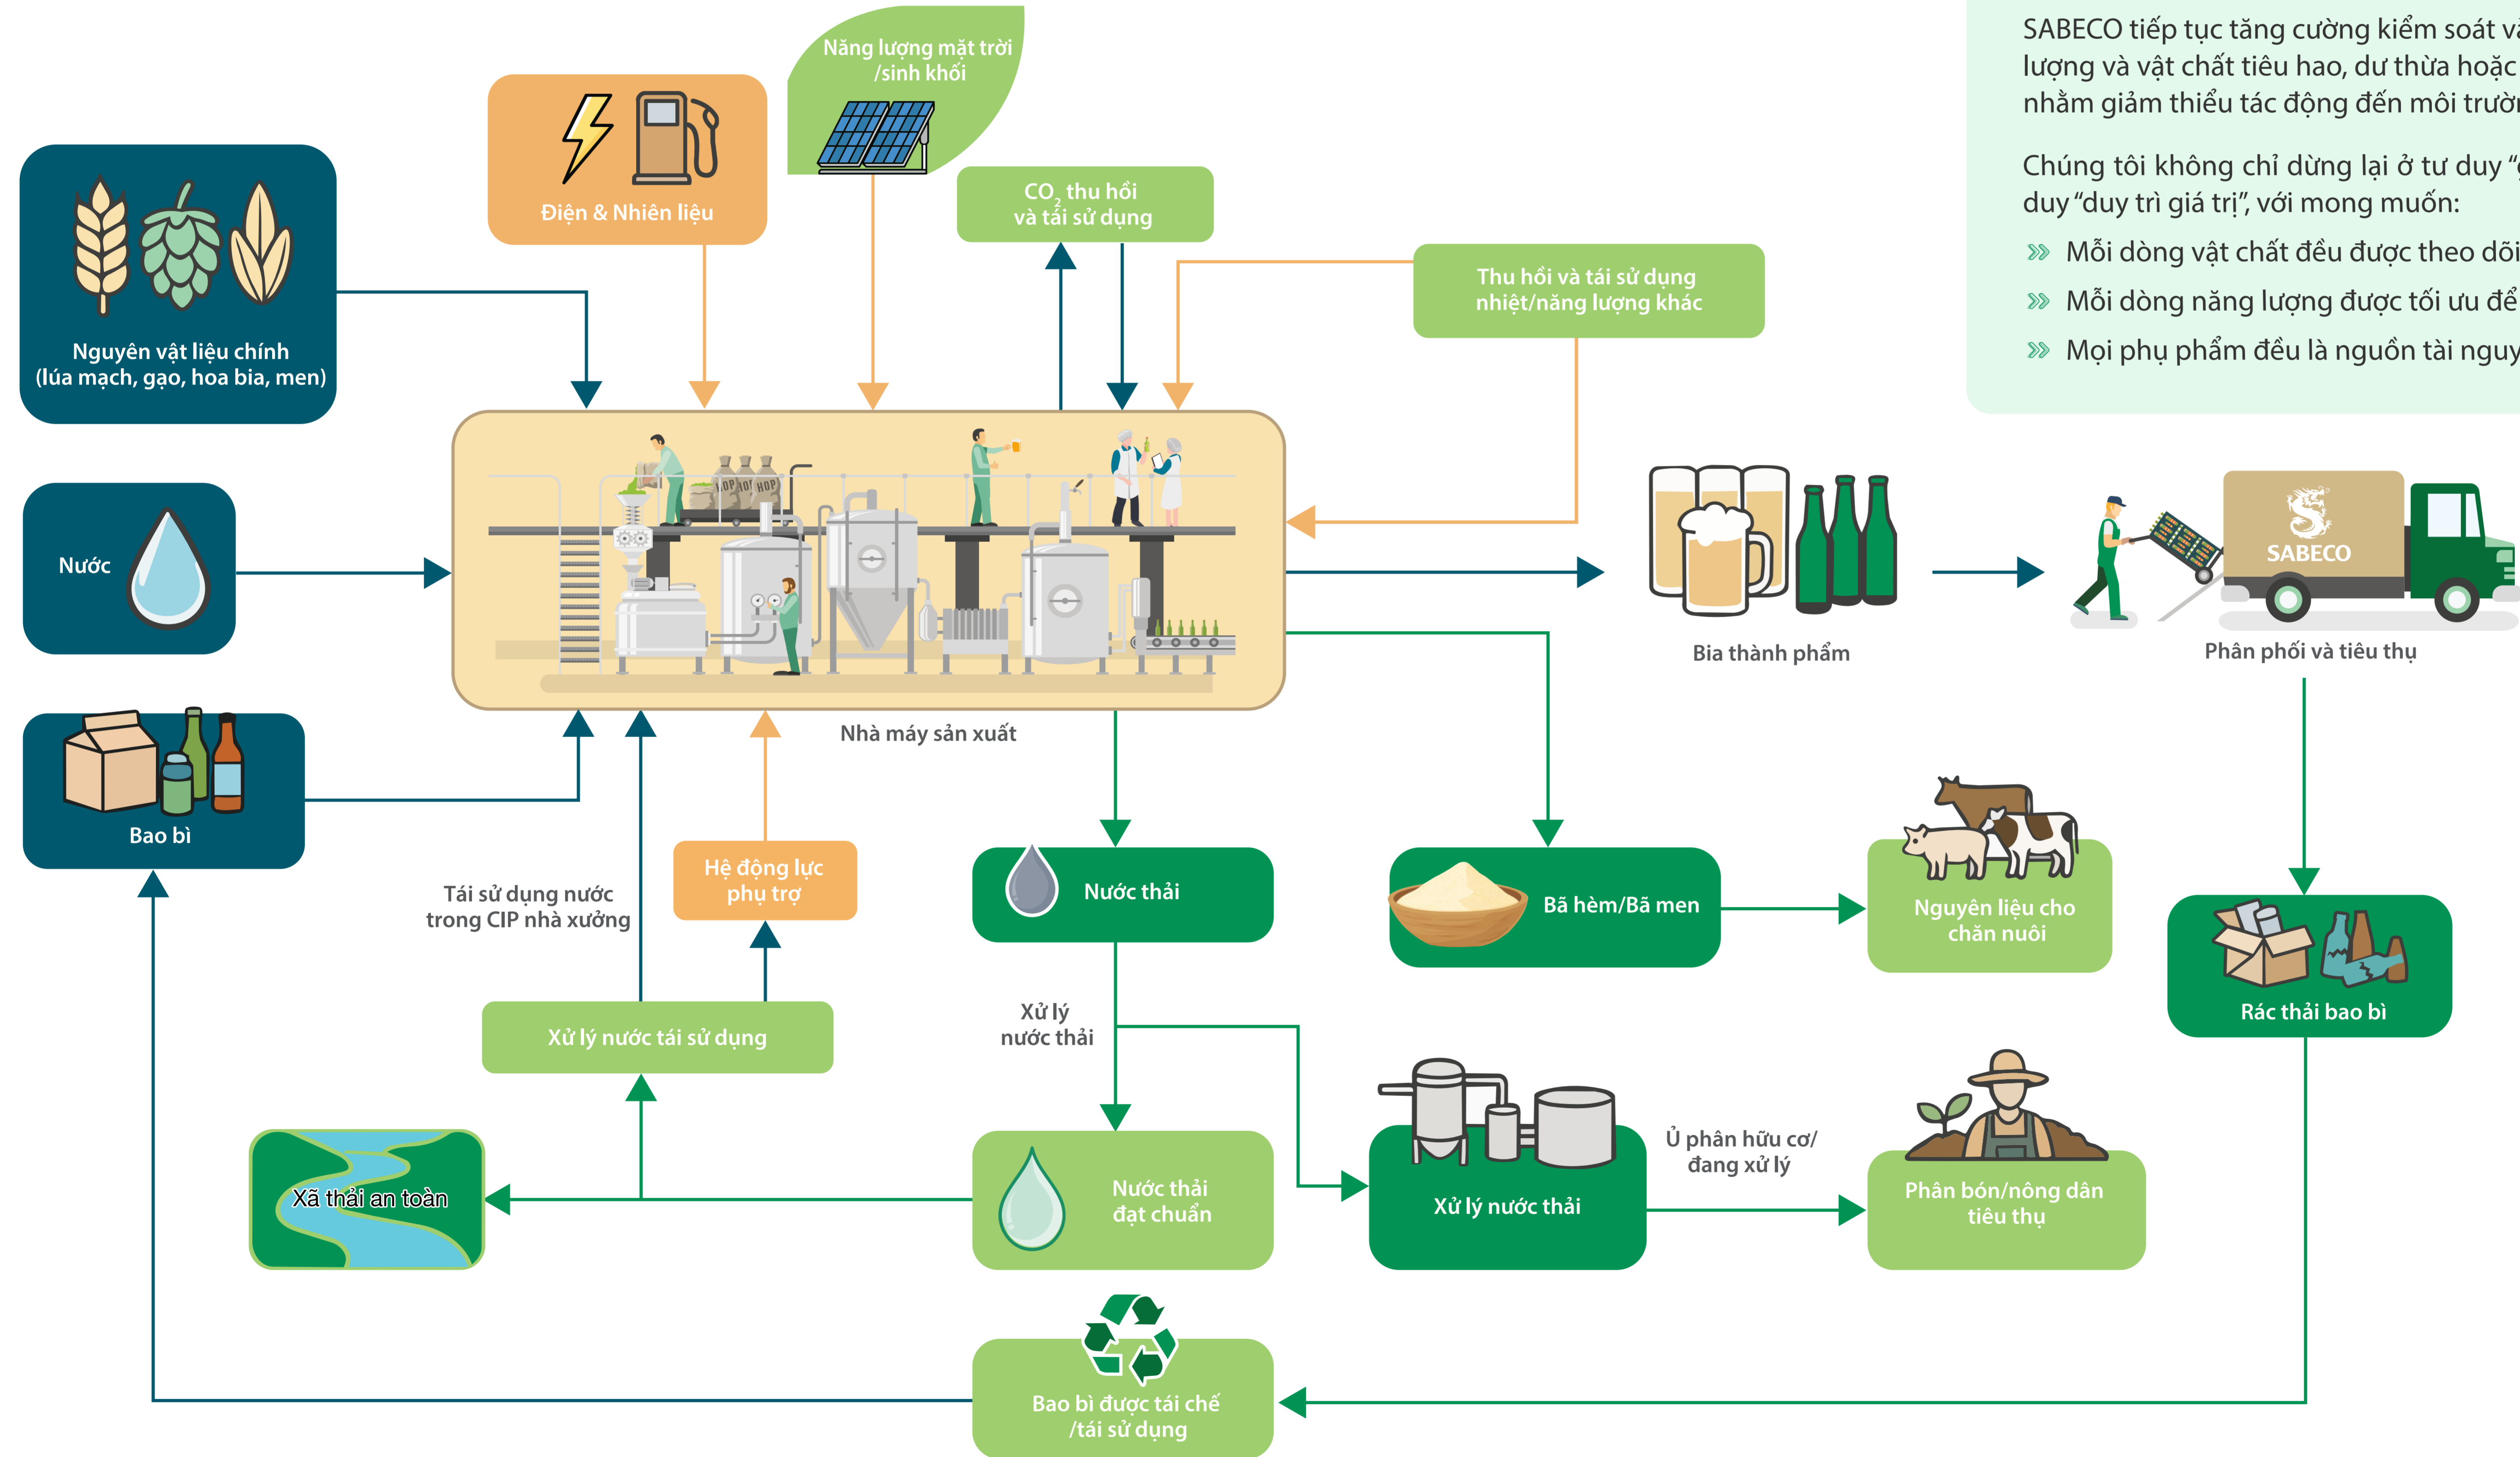 SABECO tiếp tục tăng cường kiểm soát và
lượng và vật chất tiêu hao, dư thừa hoặc
nhằm giảm thiểu tác động đến môi trườn
Chúng tôi không chỉ dừng lại ở tư duy “g
duy “duy trì giá trị”, với mong muốn:
Mỗi dòng vật chất đều được theo dõi
Mỗi dòng năng lượng được tối ưu để
Mọi phụ phẩm đều là nguồn tài nguy
Năng lượng mặt trời
/sinh khối
Điện & Nhiên liệu
CO₂ thu hồi
và tái sử dụng
Thu hồi và tái sử dụng
nhiệt/năng lượng khác
Nguyên vật liệu chính
(lúa mạch, gạo, hoa bia, men)
Nước
HOP HOP HOP
SABECO
Bia thành phẩm
Phân phối và tiêu thụ
Nhà máy sản xuất
Bao bì
Tái sử dụng nước
trong CIP nhà xưởng
Hệ động lực
phụ trợ
Nước thải
Bã hèm/Bã men
Nguyên liệu cho
chăn nuôi
Rác thải bao bì
Xử lý nước tái sử dụng
Xử lý
nước thải
Xã thải an toàn
Nước thải
đạt chuẩn
Xử lý nước thải
Ủ phân hữu cơ/
đang xử lý
Phân bón/nông dân
tiêu thụ
Bao bì được tái chế
/tái sử dụng